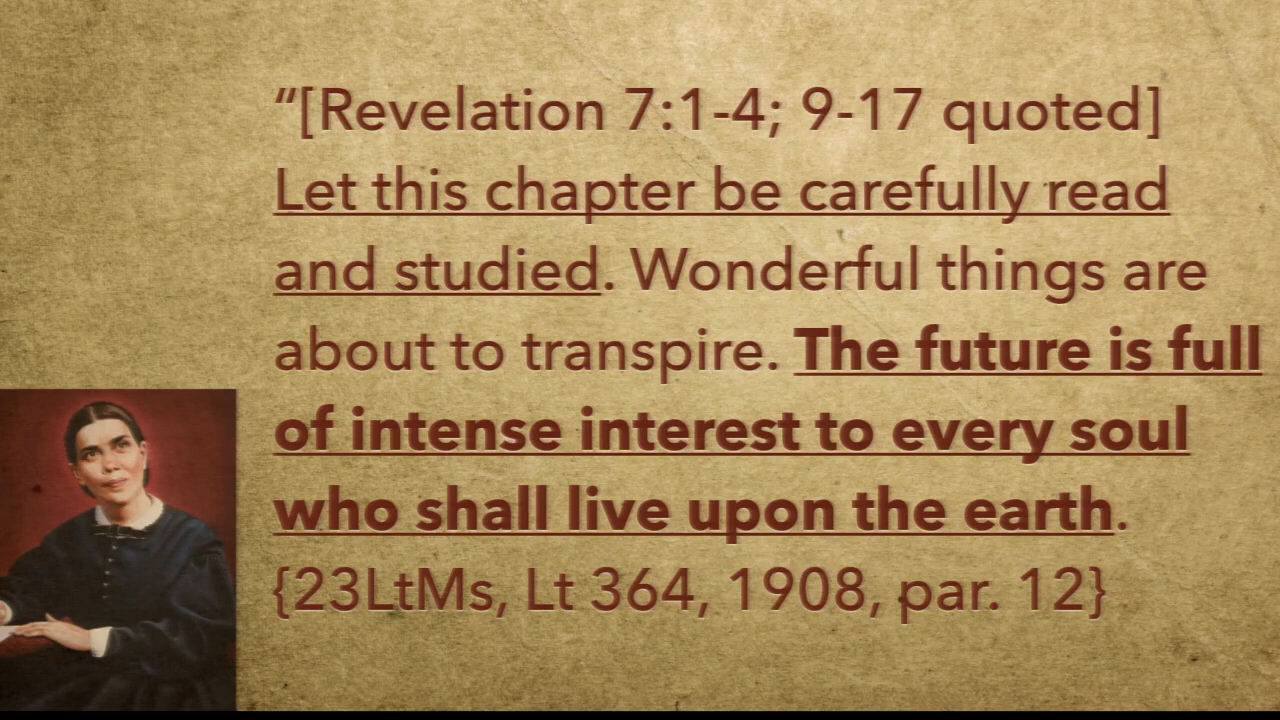 “[Revelation 7:1-4; 9-17 quoted]
Let this chapter be carefully read
and studied. Wonderful things are
about to transpire. The future is full
of intense interest to every soul
who shall live upon the earth.
{23LtMs, Lt 364, 1908, par. 12}